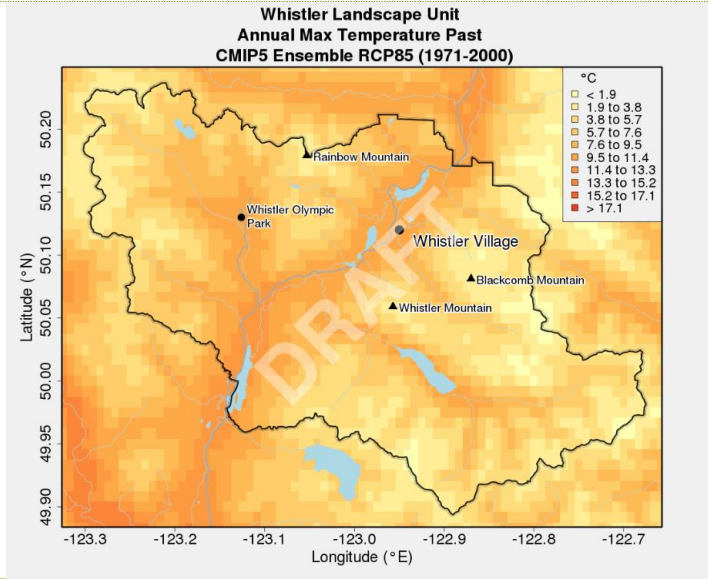 Whistler Landscape Unit
Annual Max Temperature Past
CMIP5 Ensemble RCP85 (1971-2000)
°C
< 1.9
1.9 to 3.8
3.8 to 5.7
5.7 to 7.6
7.6 to 9.5
9.5 to 11.4
11.4 to 13.3
13.3 to 15.2
15.2 to 17.1
> 17.1
50.20
50.15
50.10
50.05
50.00
49.95
49.90
Latitude (°N)
Rainbow Mountain
Whistler Olympic
Park
Whistler Village
Blackcomb Mountain
Whistler Mountain
DRAFT
-123.3
-123.2
-123.1
-123.0
-122.9
-122.8
-122.7
Longitude (°E)